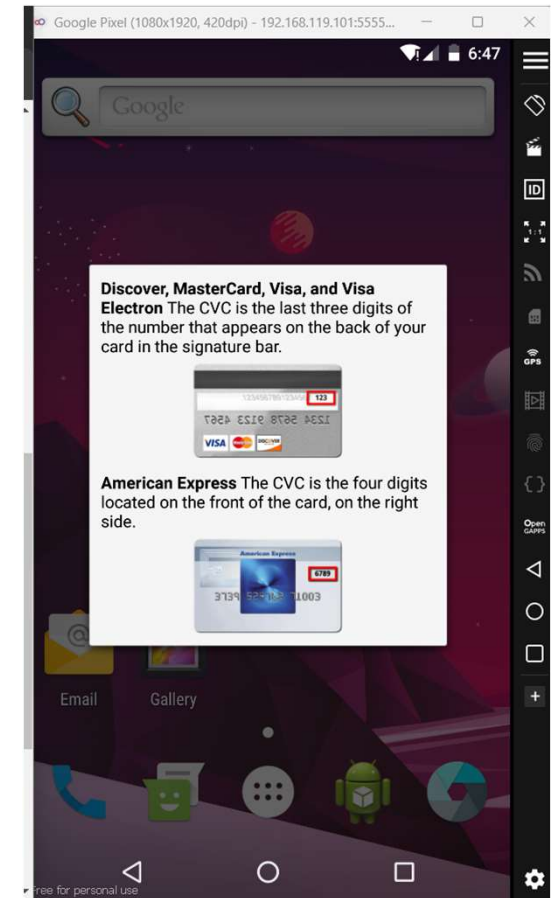 Google Pixel (1080x1920, 420dpi) - 192.168.119.101:5555...
6:47
Google
ID
1:1
GPS
Discover, MasterCard, Visa, and Visa
Electron The CVC is the last three digits of
the number that appears on the back of your
card in the signature bar.
123
1234 5678 9123 4567
VISA
American Express The CVC is the four digits
located on the front of the card, on the right
side.
American Express
6789
Open
GAPPS
Email
Gallery
Free for personal use